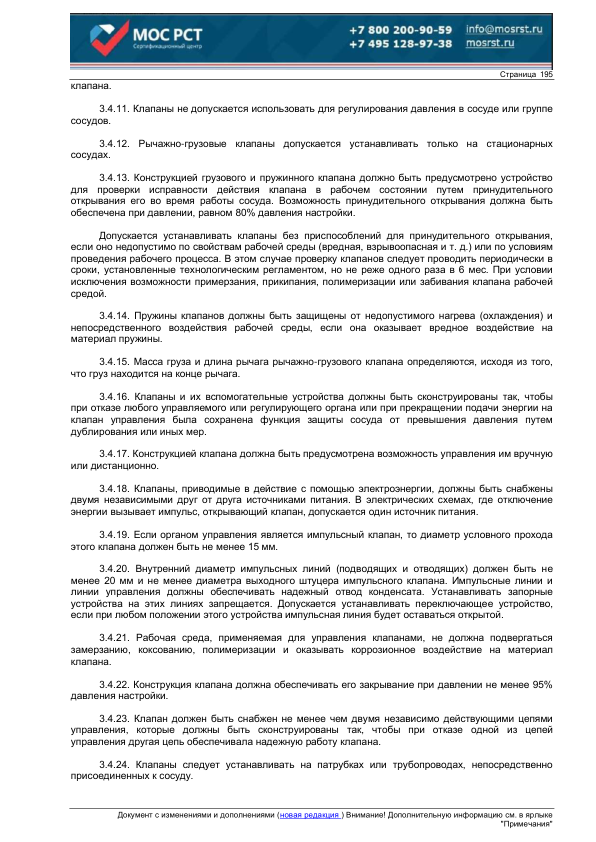 МОС РСТ
Сертификационный центр
+7 800 200-90-59
+7 495 128-97-38
info@mosrst.ru
mosrst.ru
Страница 195
клапана.
3.4.11. Клапаны не допускается использовать для регулирования давления в сосуде или группе
сосудов.
3.4.12. Рычажно-грузовые клапаны допускается устанавливать только на стационарных
сосудах.
3.4.13. Конструкцией грузового и пружинного клапана должно быть предусмотрено устройство
для проверки исправности действия клапана в рабочем состоянии путем принудительного
открывания его во время работы сосуда. Возможность принудительного открывания должна быть
обеспечена при давлении, равном 80% давления настройки.
Допускается устанавливать клапаны без приспособлений для принудительного открывания,
если оно недопустимо по свойствам рабочей среды (вредная, взрывоопасная и т. д.) или по условиям
проведения рабочего процесса. В этом случае проверку клапанов следует проводить периодически в
сроки, установленные технологическим регламентом, но не реже одного раза в 6 мес. При условии
исключения возможности примерзания, прикипания, полимеризации или забивания клапана рабочей
средой.
3.4.14. Пружины клапанов должны быть защищены от недопустимого нагрева (охлаждения) и
непосредственного воздействия рабочей среды, если она оказывает вредное воздействие на
материал пружины.
3.4.15. Масса груза и длина рычага рычажно-грузового клапана определяются, исходя из того,
что груз находится на конце рычага.
3.4.16. Клапаны и их вспомогательные устройства должны быть сконструированы так, чтобы
при отказе любого управляемого или регулирующего органа или при прекращении подачи энергии на
клапан управления была сохранена функция защиты сосуда от превышения давления путем
дублирования или иных мер.
3.4.17. Конструкцией клапана должна быть предусмотрена возможность управления им вручную
или дистанционно.
3.4.18. Клапаны, приводимые в действие с помощью электроэнергии, должны быть снабжены
двумя независимыми друг от друга источниками питания. В электрических схемах, где отключение
энергии вызывает импульс, открывающий клапан, допускается один источник питания.
3.4.19. Если органом управления является импульсный клапан, то диаметр условного прохода
этого клапана должен быть не менее 15 мм.
3.4.20. Внутренний диаметр импульсных линий (подводящих и отводящих) должен быть не
менее 20 мм и не менее диаметра выходного штуцера импульсного клапана. Импульсные линии и
линии управления должны обеспечивать надежный отвод конденсата. Устанавливать запорные
устройства на этих линиях запрещается. Допускается устанавливать переключающее устройство,
если при любом положении этого устройства импульсная линия будет оставаться открытой.
3.4.21. Рабочая среда, применяемая для управления клапанами, не должна подвергаться
замерзанию, коксованию, полимеризации и оказывать коррозионное воздействие на материал
клапана.
3.4.22. Конструкция клапана должна обеспечивать его закрывание при давлении не менее 95%
давления настройки.
3.4.23. Клапан должен быть снабжен не менее чем двумя независимо действующими цепями
управления, которые должны быть сконструированы так, чтобы при отказе одной из цепей
управления другая цепь обеспечивала надежную работу клапана.
3.4.24. Клапаны следует устанавливать на патрубках или трубопроводах, непосредственно
присоединенных к сосуду.
Документ с изменениями и дополнениями (новая редакция ) Внимание! Дополнительную информацию см. в ярлыке
"Примечания"